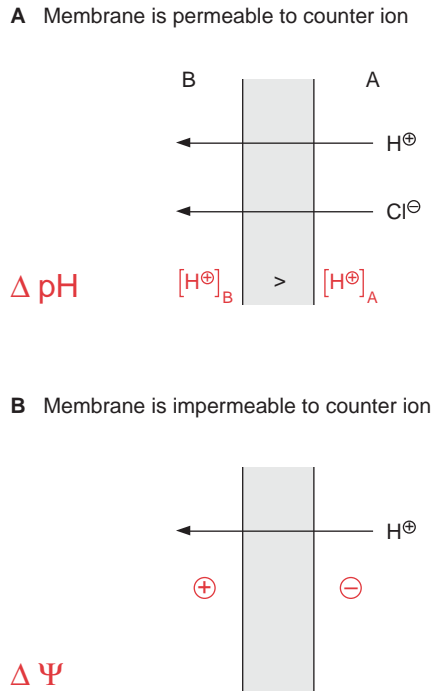 A Membrane is permeable to counter ion
B A
H⊕
Cl⊖
Δ pH [H⊕]B > [H⊕]A
B Membrane is impermeable to counter ion
H⊕
⊕ ⊖
Δ Ψ